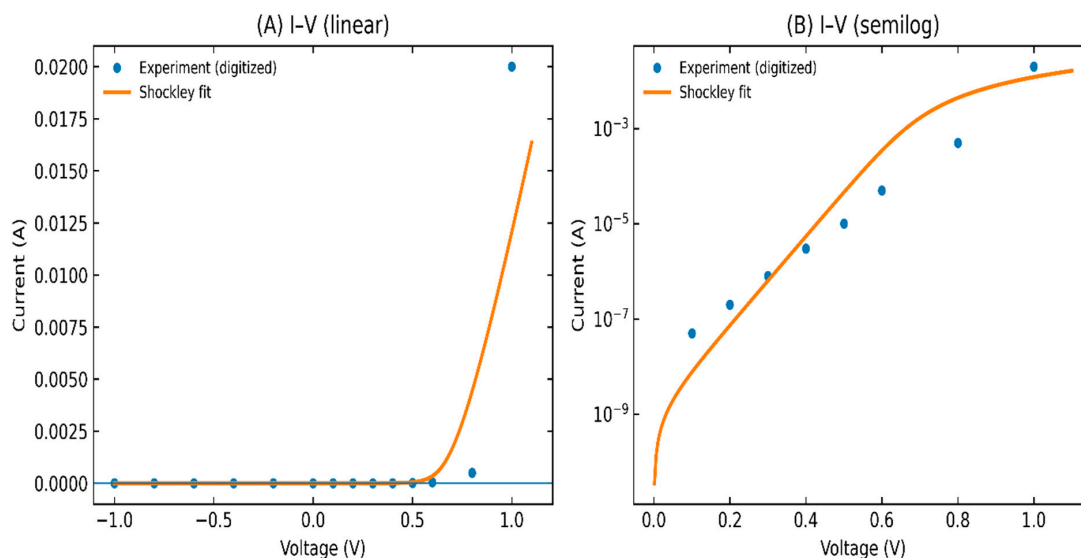 (A) I–V (linear)
Experiment (digitized)
Shockley fit
0.0200
0.0175
0.0150
0.0125
0.0100
0.0075
0.0050
0.0025
0.0000
Current (A)
−1.0 −0.5 0.0 0.5 1.0
Voltage (V)
(B) I–V (semilog)
Experiment (digitized)
Shockley fit
10⁻³
10⁻⁵
10⁻⁷
10⁻⁹
Current (A)
0.0 0.2 0.4 0.6 0.8 1.0
Voltage (V)